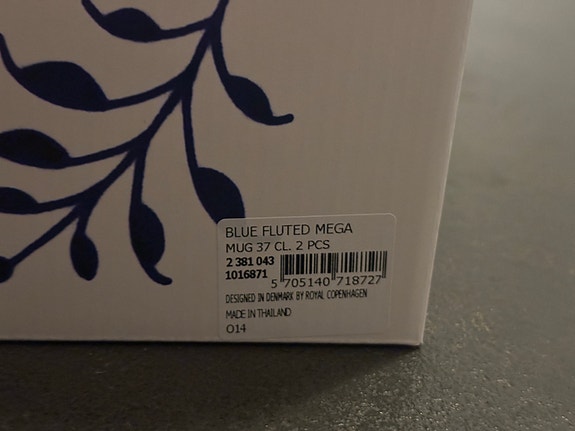 BLUE FLUTED MEGA
MUG 37 CL. 2 PCS
2 381 043
1016871
5 705140 718727
DESIGNED IN DENMARK BY ROYAL COPENHAGEN
MADE IN THAILAND
O14